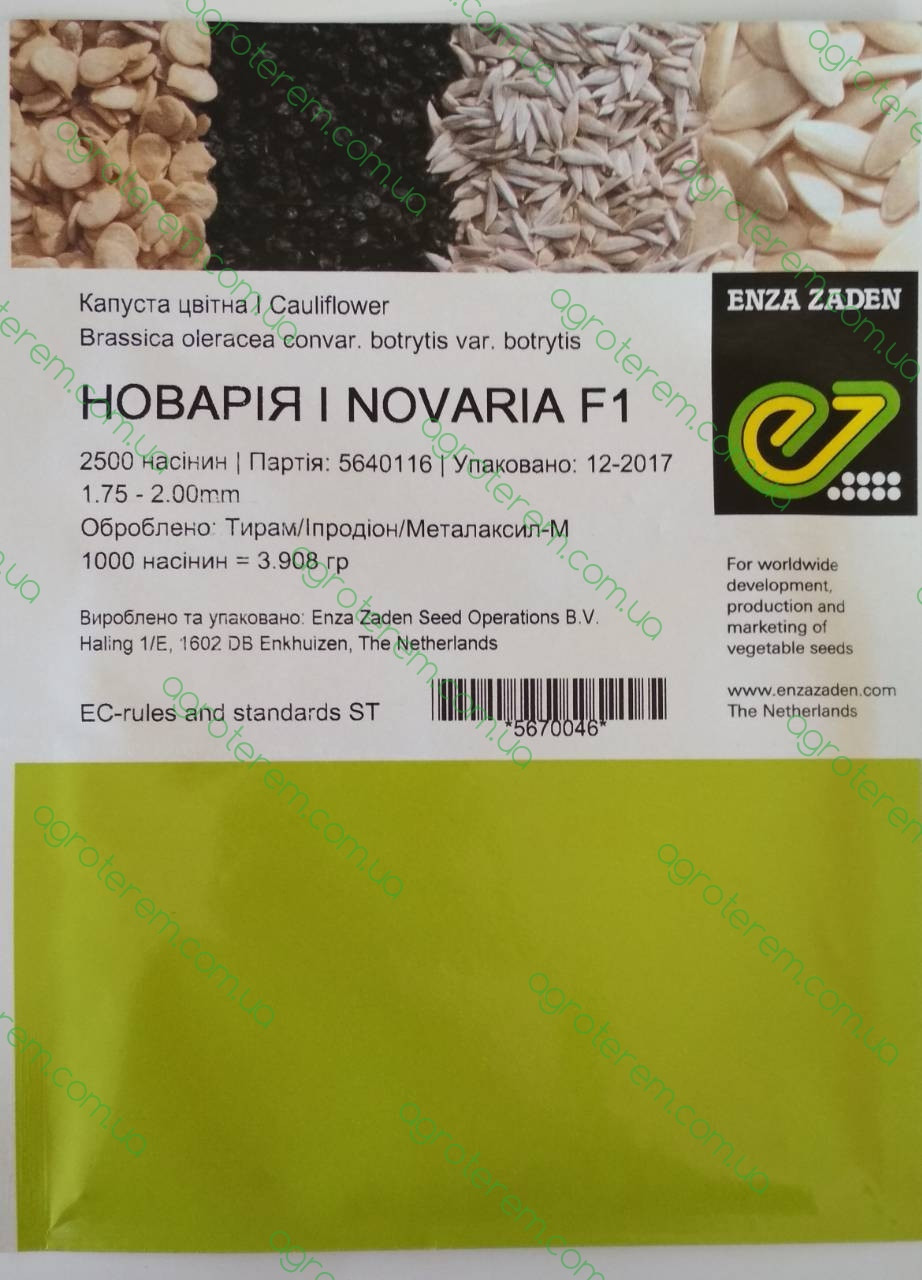 Капуста цвітна | Cauliflower
Brassica oleracea convar. botrytis var. botrytis
НОВАРІЯ | NOVARIA F1
2500 насінин | Партія: 5640116 | Упаковано: 12-2017
1.75 - 2.00mm
Оброблено: Тирам/Іпродіон/Металаксил-М
1000 насінин = 3.908 гр
Вироблено та упаковано: Enza Zaden Seed Operations B.V.
Haling 1/E, 1602 DB Enkhuizen, The Netherlands
EC-rules and standards ST
*5670046*
ENZA ZADEN
For worldwide
development,
production and
marketing of
vegetable seeds
www.enzazaden.com
The Netherlands
agroterem.com.ua